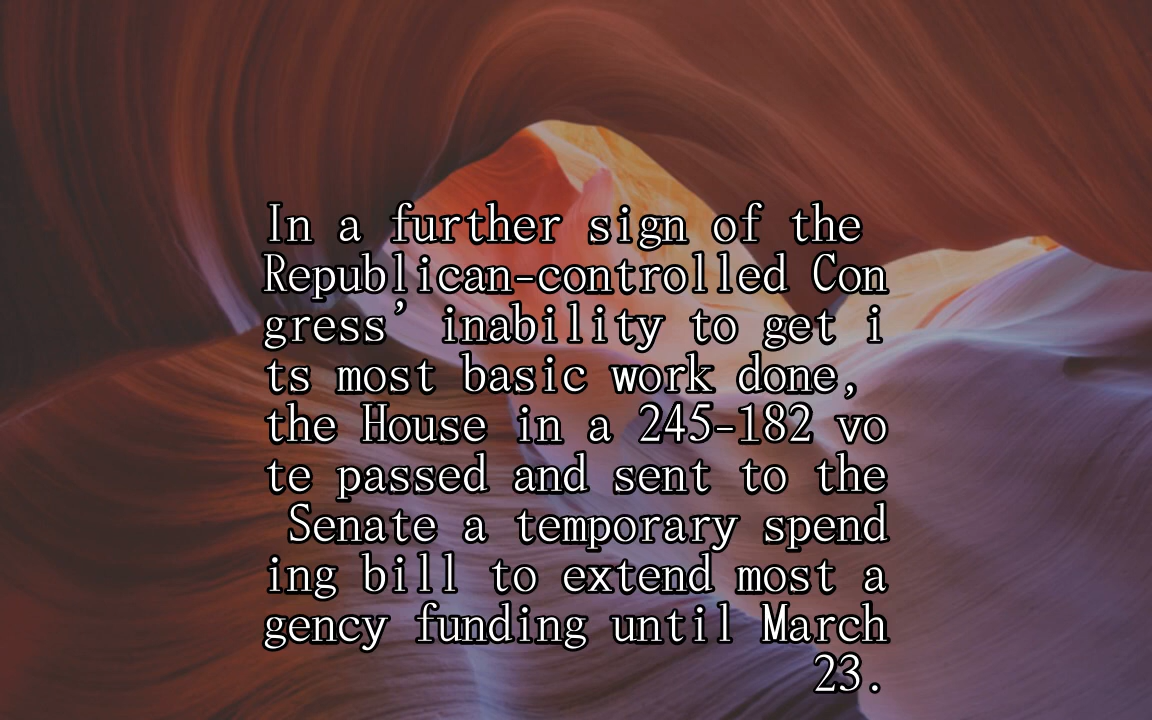 In a further sign of the
Republican-controlled Con
gress’ inability to get i
ts most basic work done,
the House in a 245-182 vo
te passed and sent to the
Senate a temporary spend
ing bill to extend most a
gency funding until March
23.